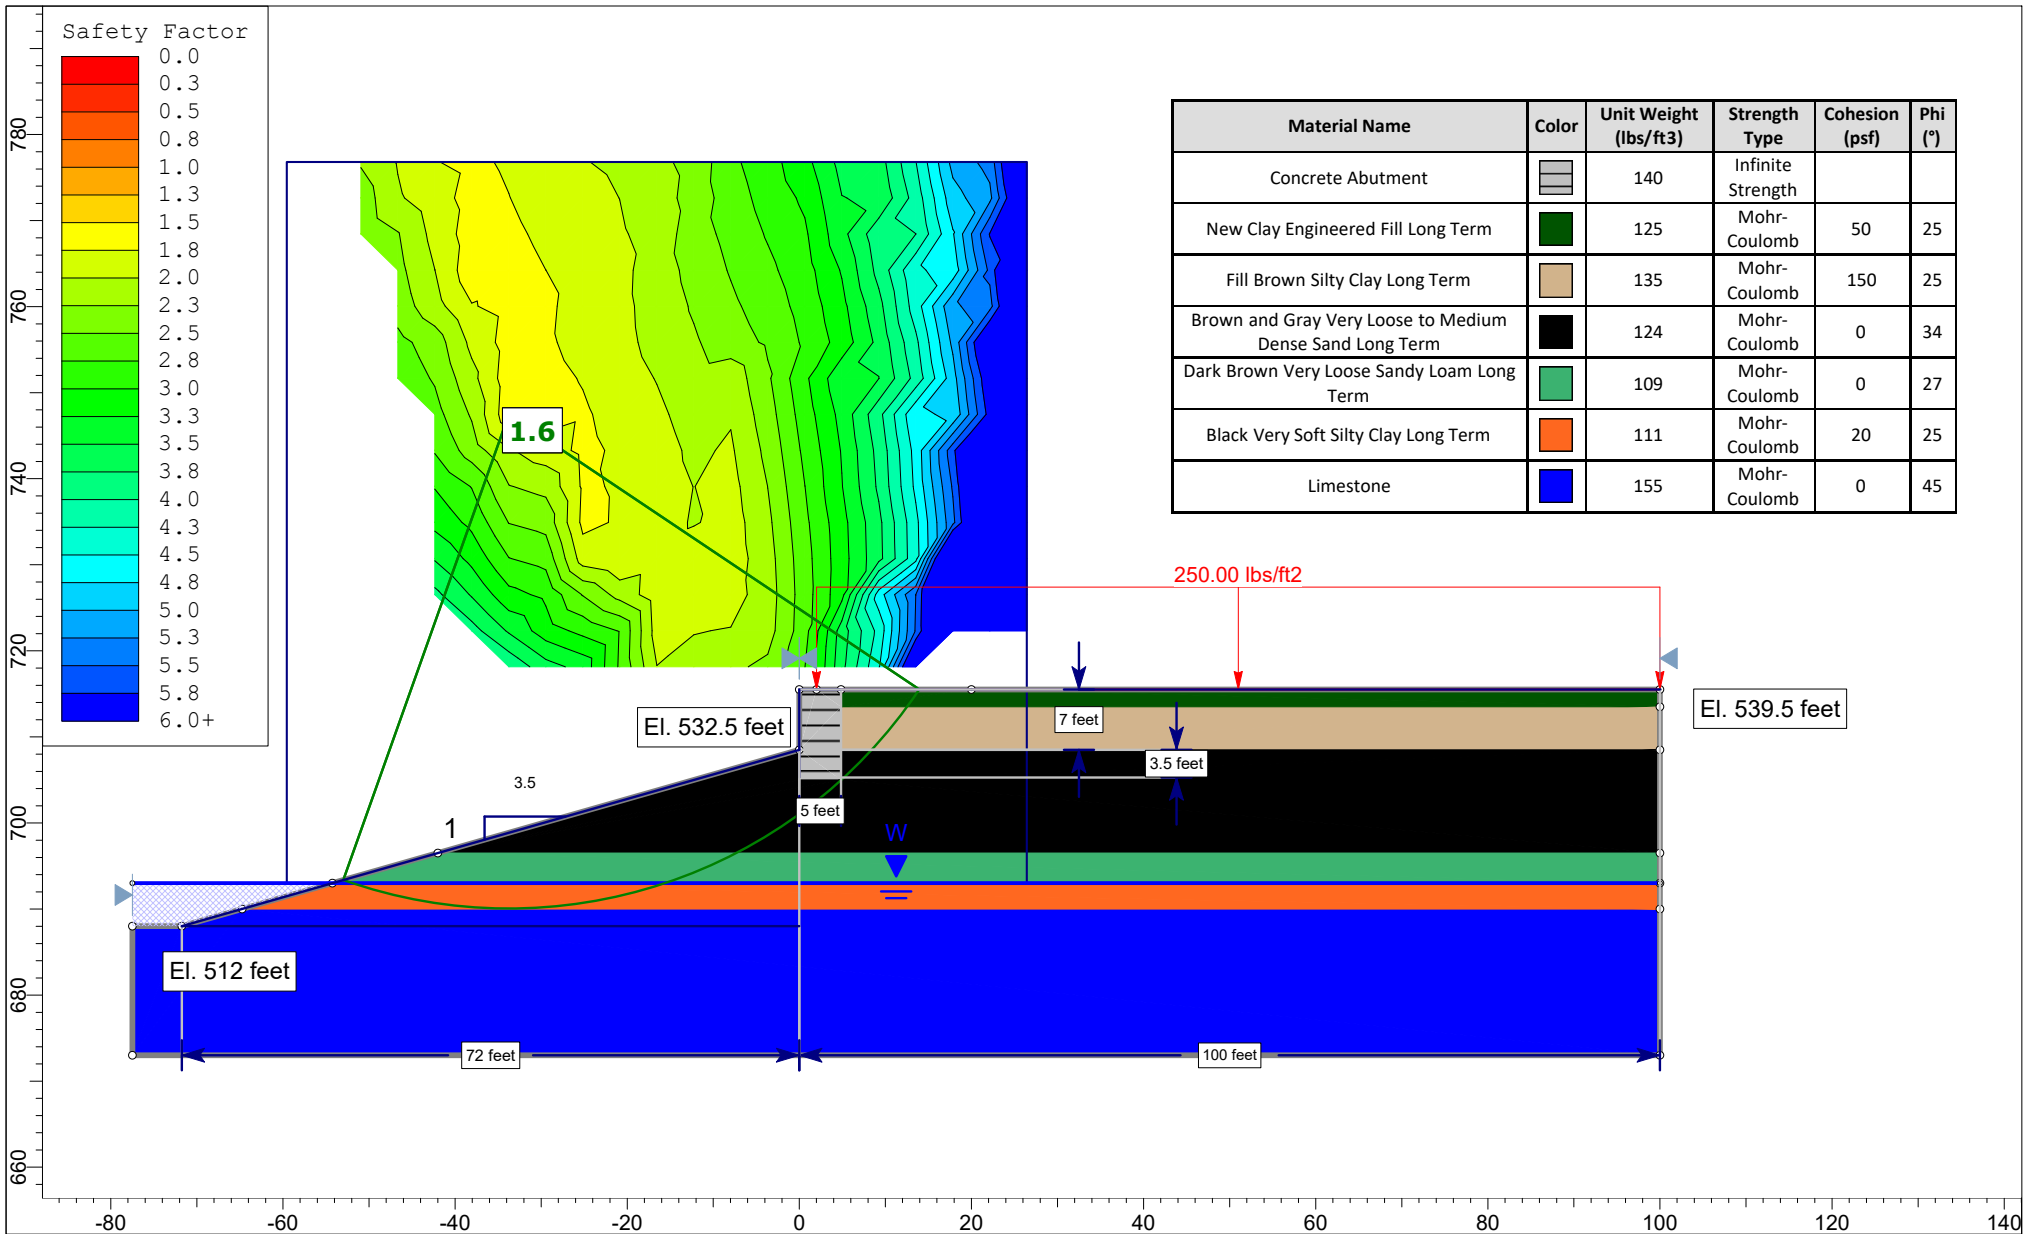 Safety Factor
0.0
0.3
0.5
0.8
1.0
1.3
1.5
1.8
2.0
2.3
2.5
2.8
3.0
3.3
3.5
3.8
4.0
4.3
4.5
4.8
5.0
5.3
5.5
5.8
6.0+
Material Name Color Unit Weight (lbs/ft3) Strength Type Cohesion (psf) Phi (°)
Concrete Abutment 140 Infinite Strength
New Clay Engineered Fill Long Term 125 Mohr-Coulomb 50 25
Fill Brown Silty Clay Long Term 135 Mohr-Coulomb 150 25
Brown and Gray Very Loose to Medium Dense Sand Long Term 124 Mohr-Coulomb 0 34
Dark Brown Very Loose Sandy Loam Long Term 109 Mohr-Coulomb 0 27
Black Very Soft Silty Clay Long Term 111 Mohr-Coulomb 20 25
Limestone 155 Mohr-Coulomb 0 45
1.6
250.00 lbs/ft2
El. 532.5 feet
7 feet
El. 539.5 feet
3.5 feet
3.5
1
5 feet
W
El. 512 feet
72 feet
100 feet
780
760
740
720
700
680
660
-80 -60 -40 -20 0 20 40 60 80 100 120 140